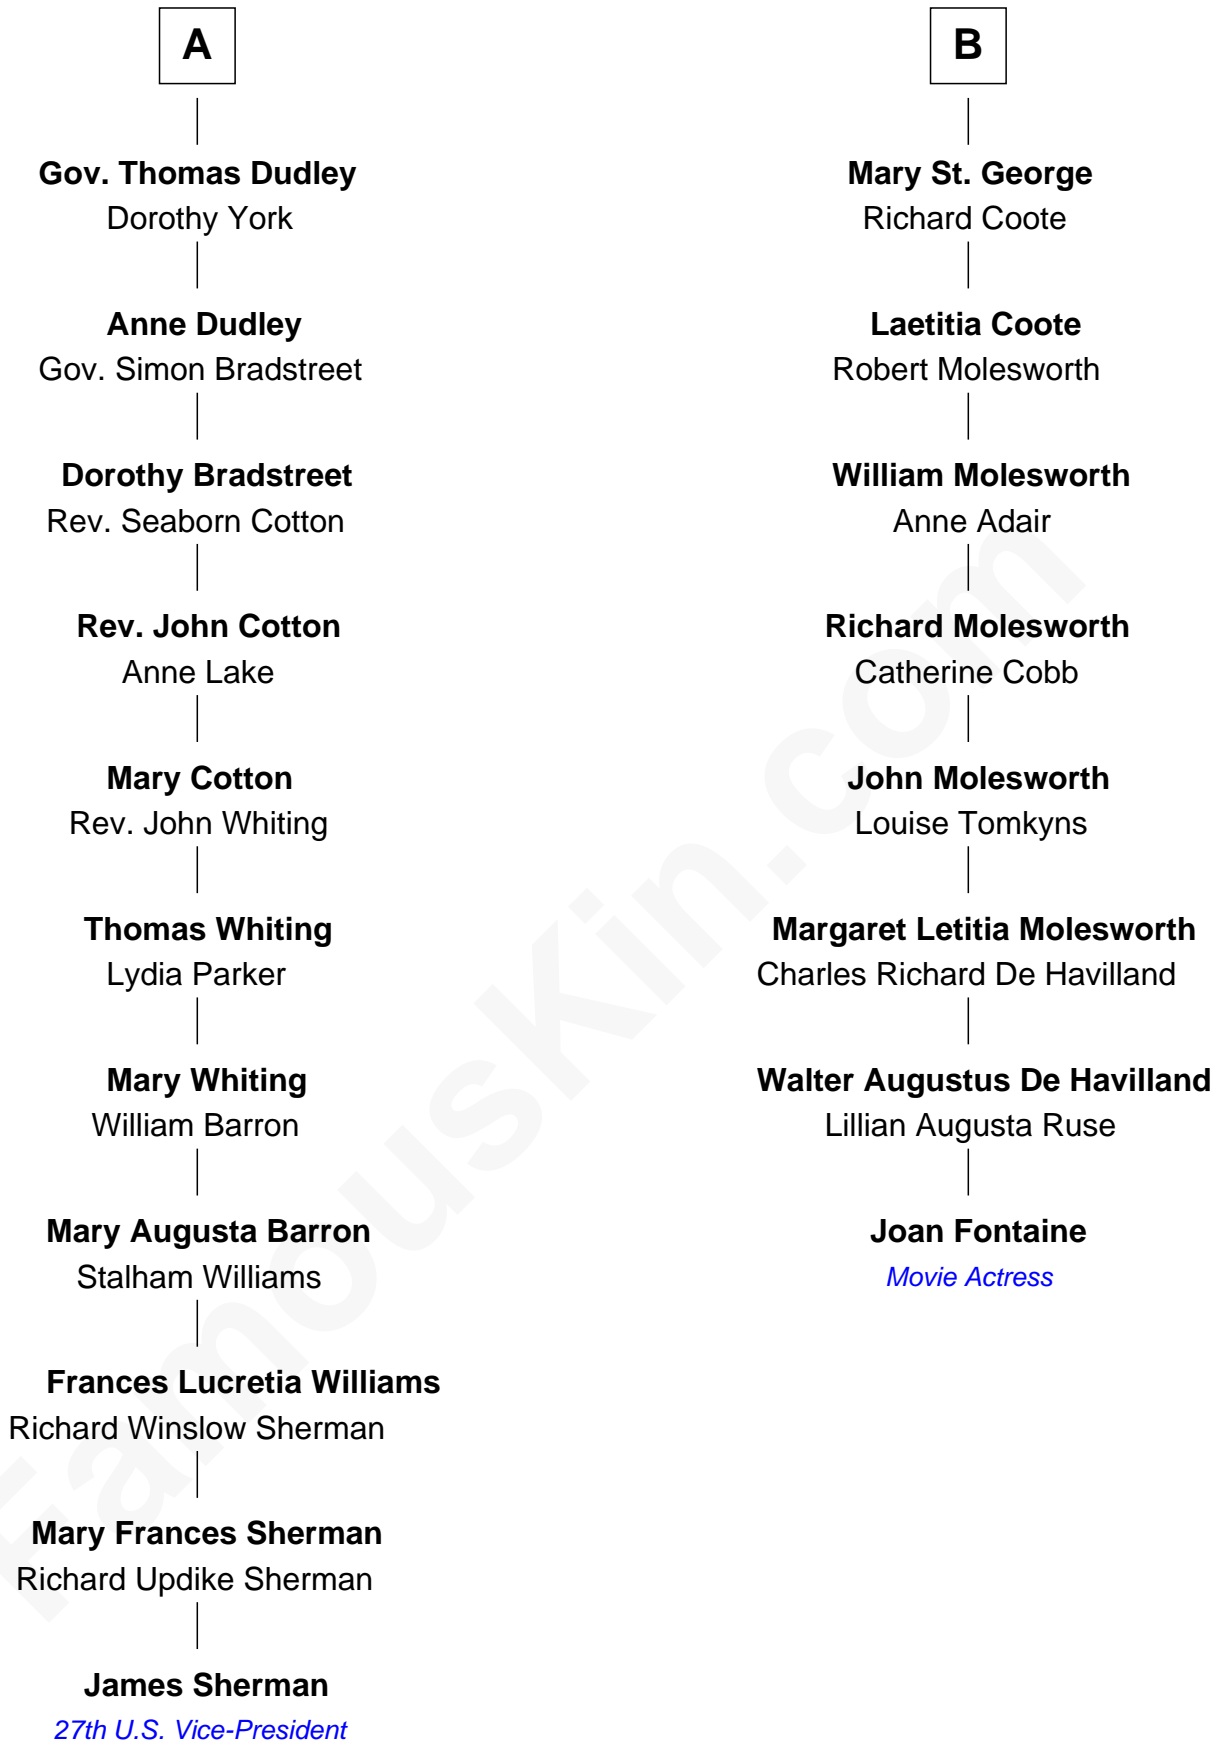 A
Gov. Thomas Dudley
Dorothy York
Anne Dudley
Gov. Simon Bradstreet
Dorothy Bradstreet
Rev. Seaborn Cotton
Rev. John Cotton
Anne Lake
Mary Cotton
Rev. John Whiting
Thomas Whiting
Lydia Parker
Mary Whiting
William Barron
Mary Augusta Barron
Stalham Williams
Frances Lucretia Williams
Richard Winslow Sherman
Mary Frances Sherman
Richard Updike Sherman
James Sherman
27th U.S. Vice-President
B
Mary St. George
Richard Coote
Laetitia Coote
Robert Molesworth
William Molesworth
Anne Adair
Richard Molesworth
Catherine Cobb
John Molesworth
Louise Tomkyns
Margaret Letitia Molesworth
Charles Richard De Havilland
Walter Augustus De Havilland
Lillian Augusta Ruse
Joan Fontaine
Movie Actress
FamousKin.com